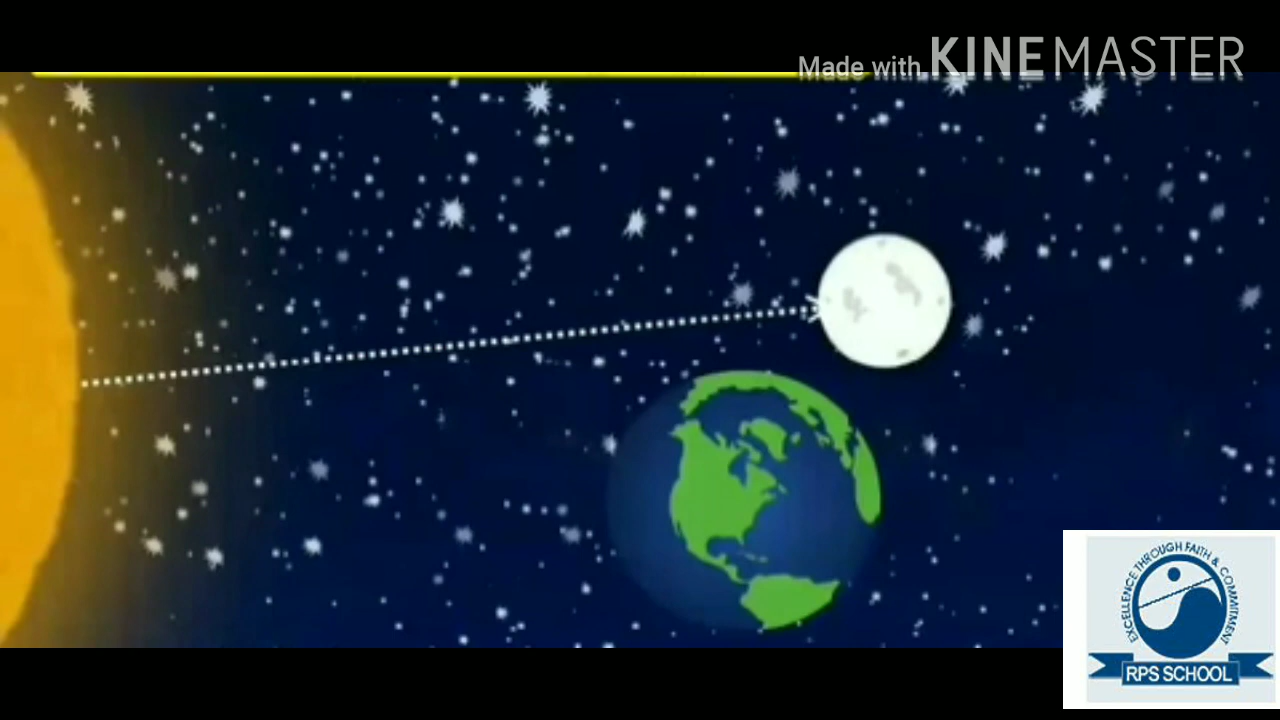 Made with KINEMASTER
EXCELLENCE THROUGH FAITH & COMMITMENT
RPS SCHOOL